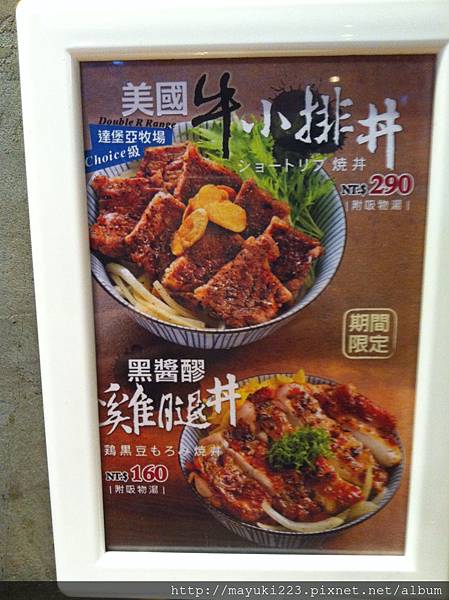 美國牛小排丼
Double R Range
達堡亞牧場
Choice級
ショートリブ焼丼
NT:$290
|附吸物湯|
期間
限定
黑醬醪
雞腿丼
鶏黒豆もろみ焼丼
NT:$160
|附吸物湯|
http://mayuki223.pixnet.net/album